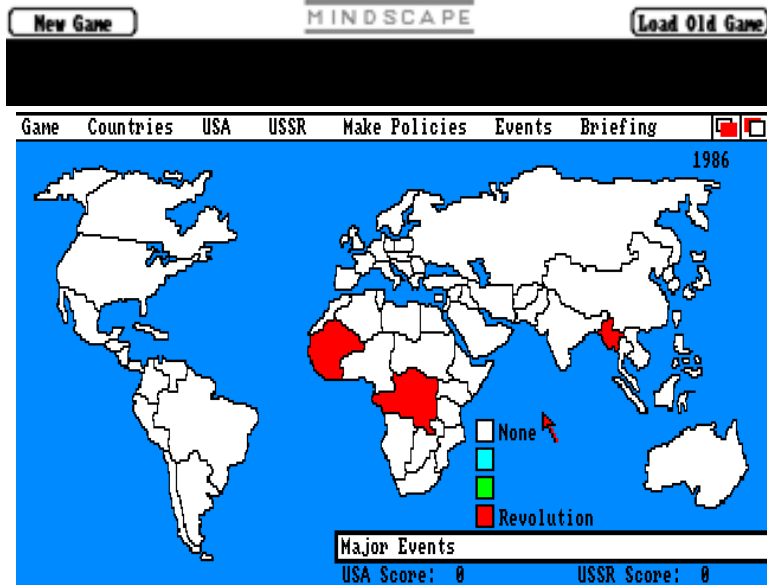 New Game MINDSCAPE Load Old Game
Game Countries USA USSR Make Policies Events Briefing
1986
None
Revolution
Major Events
USA Score: 0 USSR Score: 0